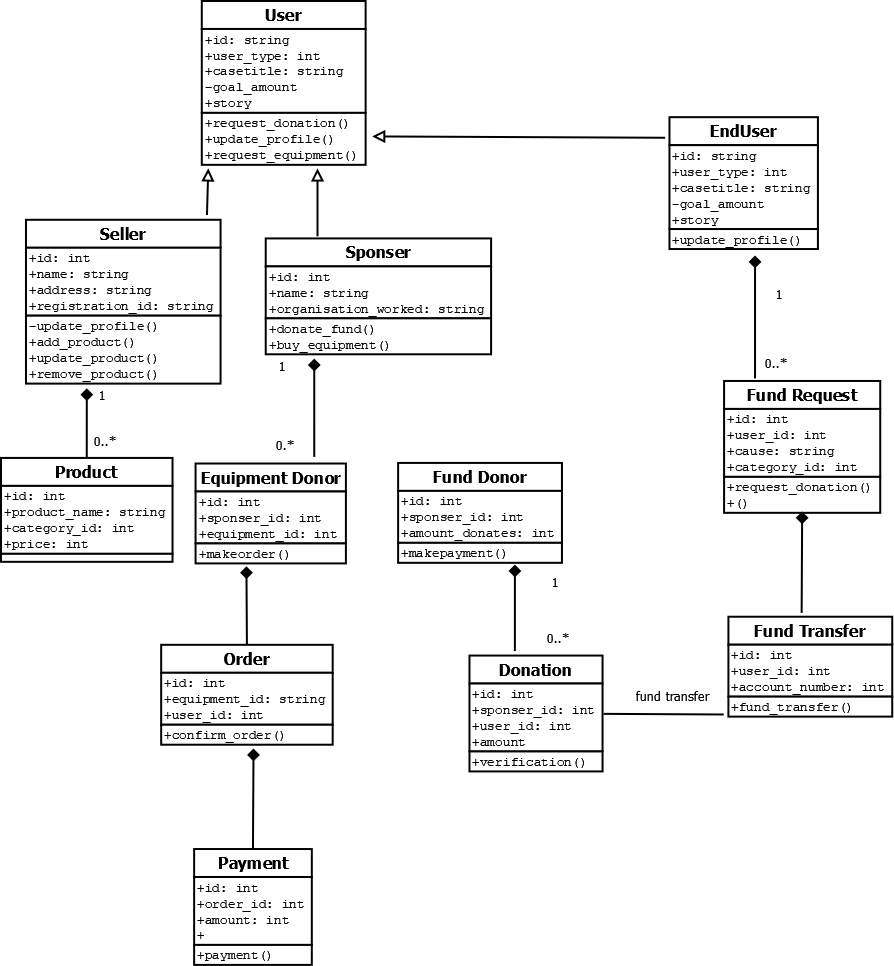 User
+id: string
+user_type: int
+casetitle: string
-goal_amount
+story
+request_donation()
+update_profile()
+request_equipment()
EndUser
+id: string
+user_type: int
+casetitle: string
-goal_amount
+story
+update_profile()
Seller
+id: int
+name: string
+address: string
+registration_id: string
-update_profile()
+add_product()
+update_product()
+remove_product()
Sponser
+id: int
+name: string
+organisation_worked: string
+donate_fund()
+buy_equipment()
1
0..*
1
0.*
1
0..*
Fund Request
+id: int
+user_id: int
+cause: string
+category_id: int
+request_donation()
+()
Product
+id: int
+product_name: string
+category_id: int
+price: int
Equipment Donor
+id: int
+sponser_id: int
+equipment_id: int
+makeorder()
Fund Donor
+id: int
+sponser_id: int
+amount_donates: int
+makepayment()
1
0..*
Fund Transfer
+id: int
+user_id: int
+account_number: int
+fund_transfer()
Order
+id: int
+equipment_id: string
+user_id: int
+confirm_order()
Donation
+id: int
+sponser_id: int
+user_id: int
+amount
+verification()
fund transfer
Payment
+id: int
+order_id: int
+amount: int
+
+payment()